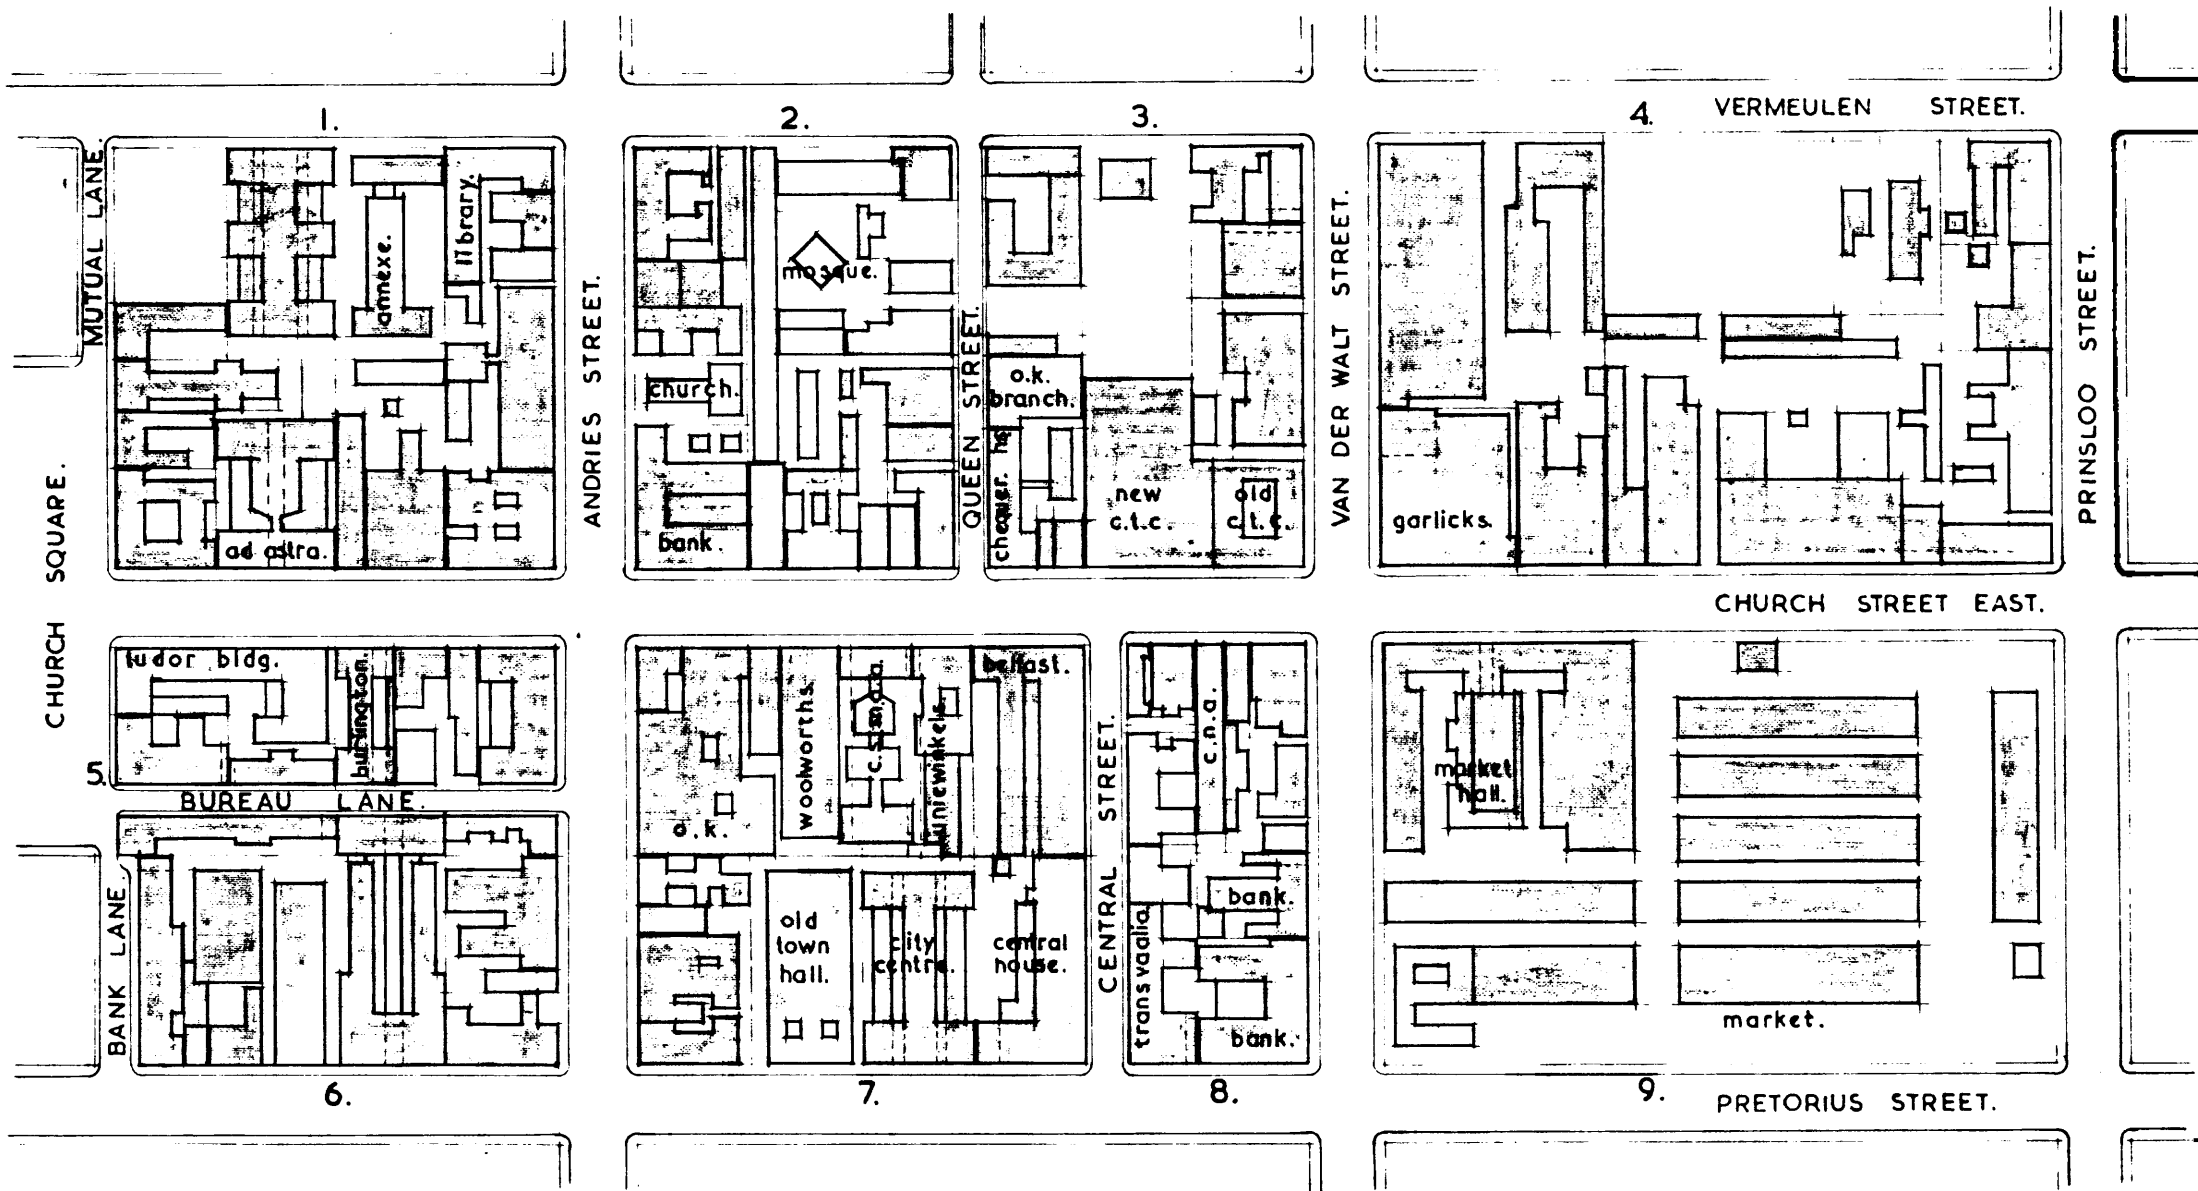 1.
2.
3.
4.
VERMEULEN STREET.
MUTUAL LANE.
annexe.
library.
mosque.
church.
bank.
ad astra.
ANDRIES STREET.
QUEEN STREET.
o.k.
branch.
chequer. hs.
new
c.t.c.
old
c.t.c.
VAN DER WALT STREET.
garlicks.
PRINSLOO STREET.
CHURCH SQUARE.
CHURCH STREET EAST.
tudor bldg.
burlington.
5.
BUREAU LANE.
BANK LANE
6.
o.k.
woolworths.
uniewinkels.
belfast.
old
town
hall.
city
centre.
central
house.
7.
CENTRAL STREET.
c.n.a.
bank.
transvaalia.
bank.
8.
market
hall.
market.
9.
PRETORIUS STREET.